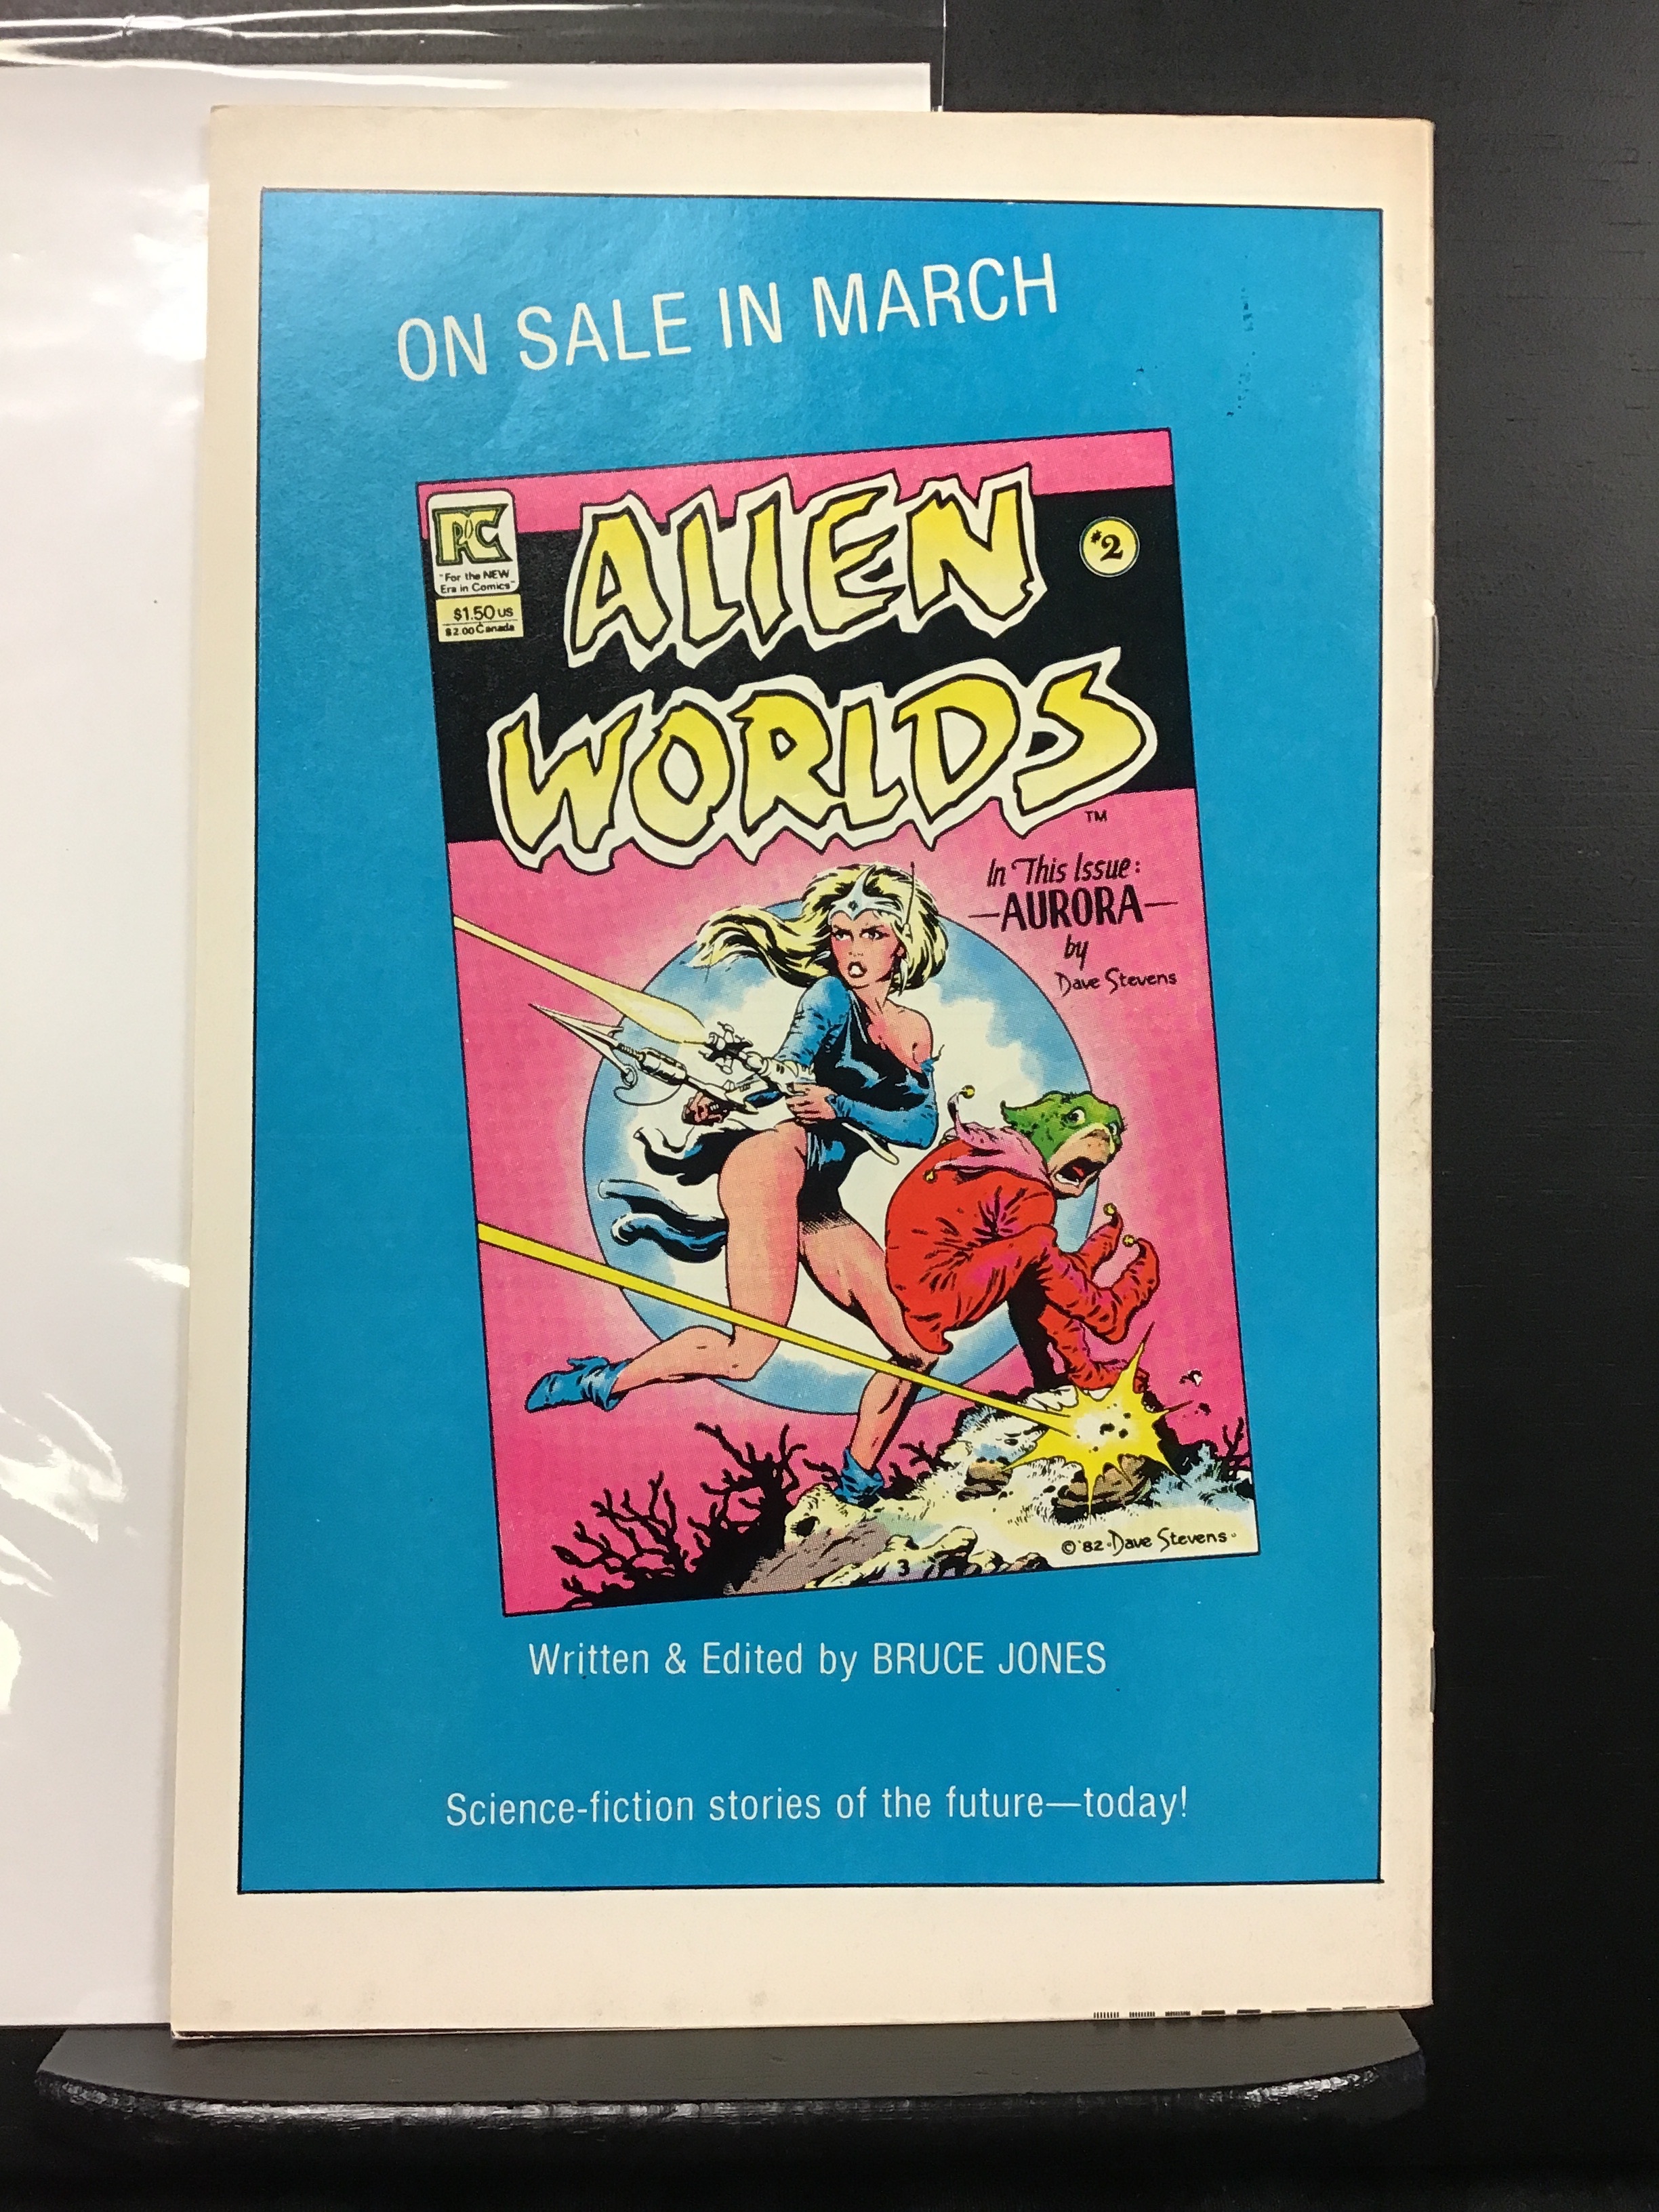 ON SALE IN MARCH
PC
"For the NEW
Era in Comics"
$1.50 US
$2.00 Canada
ALIEN
WORLDS
TM
#2
In This Issue:
—AURORA—
by
Dave Stevens
© '82 · Dave Stevens ·
3
Written & Edited by BRUCE JONES
Science-fiction stories of the future—today!